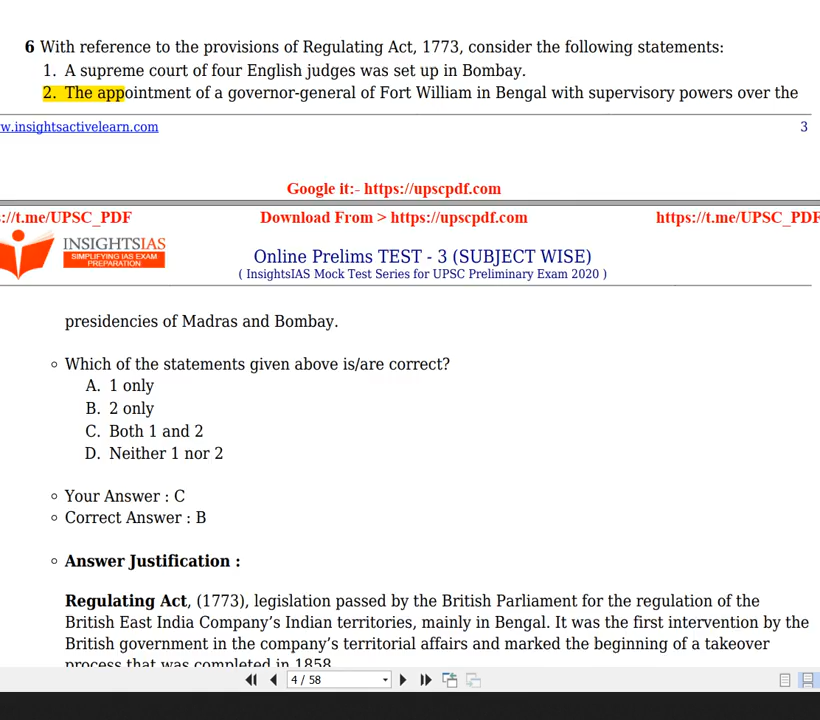 6 With reference to the provisions of Regulating Act, 1773, consider the following statements:
1. A supreme court of four English judges was set up in Bombay.
2. The appointment of a governor-general of Fort William in Bengal with supervisory powers over the
w.insightsactivelearn.com
3
Google it:- https://upscpdf.com
s://t.me/UPSC_PDF
Download From > https://upscpdf.com
https://t.me/UPSC_PDF
INSIGHTSIAS
SIMPLIFYING IAS EXAM
PREPARATION
Online Prelims TEST - 3 (SUBJECT WISE)
( InsightsIAS Mock Test Series for UPSC Preliminary Exam 2020 )
presidencies of Madras and Bombay.
Which of the statements given above is/are correct?
A. 1 only
B. 2 only
C. Both 1 and 2
D. Neither 1 nor 2
Your Answer : C
Correct Answer : B
Answer Justification :
Regulating Act, (1773), legislation passed by the British Parliament for the regulation of the
British East India Company's Indian territories, mainly in Bengal. It was the first intervention by the
British government in the company's territorial affairs and marked the beginning of a takeover
process that was completed in 1858
4 / 58